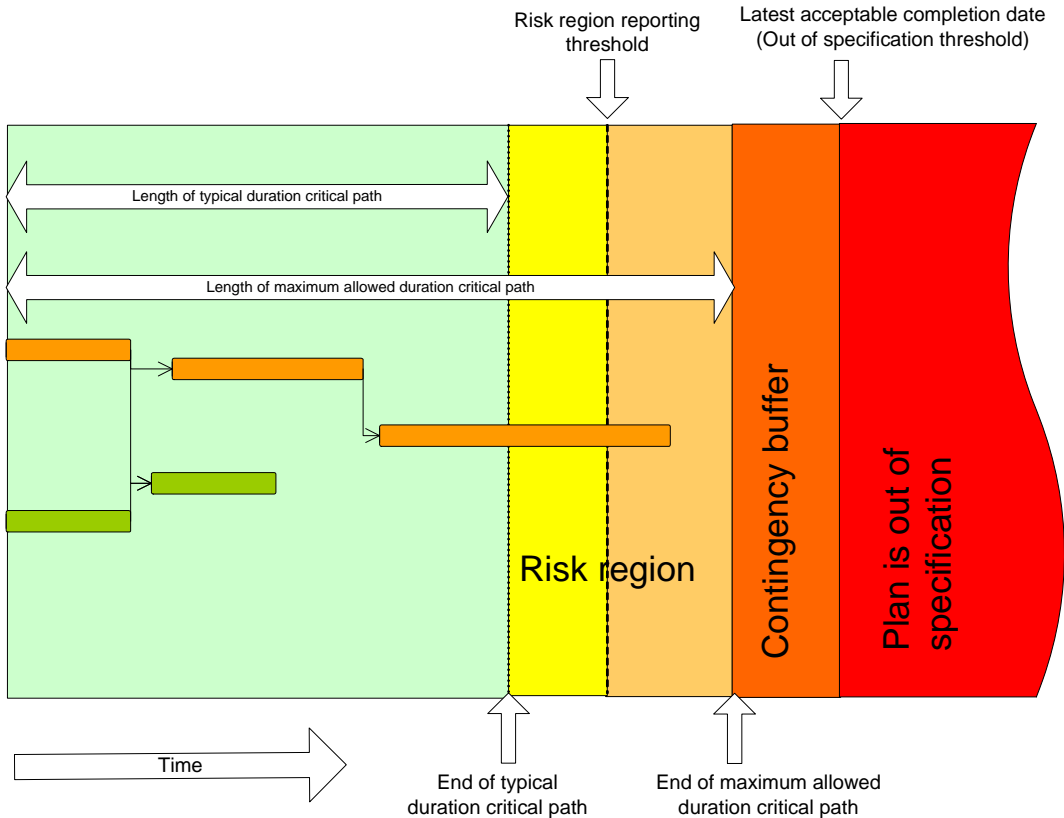 Risk region reporting
threshold
Latest acceptable completion date
(Out of specification threshold)
Length of typical duration critical path
Length of maximum allowed duration critical path
Risk region
Contingency buffer
Plan is out of
specification
Time
End of typical
duration critical path
End of maximum allowed
duration critical path